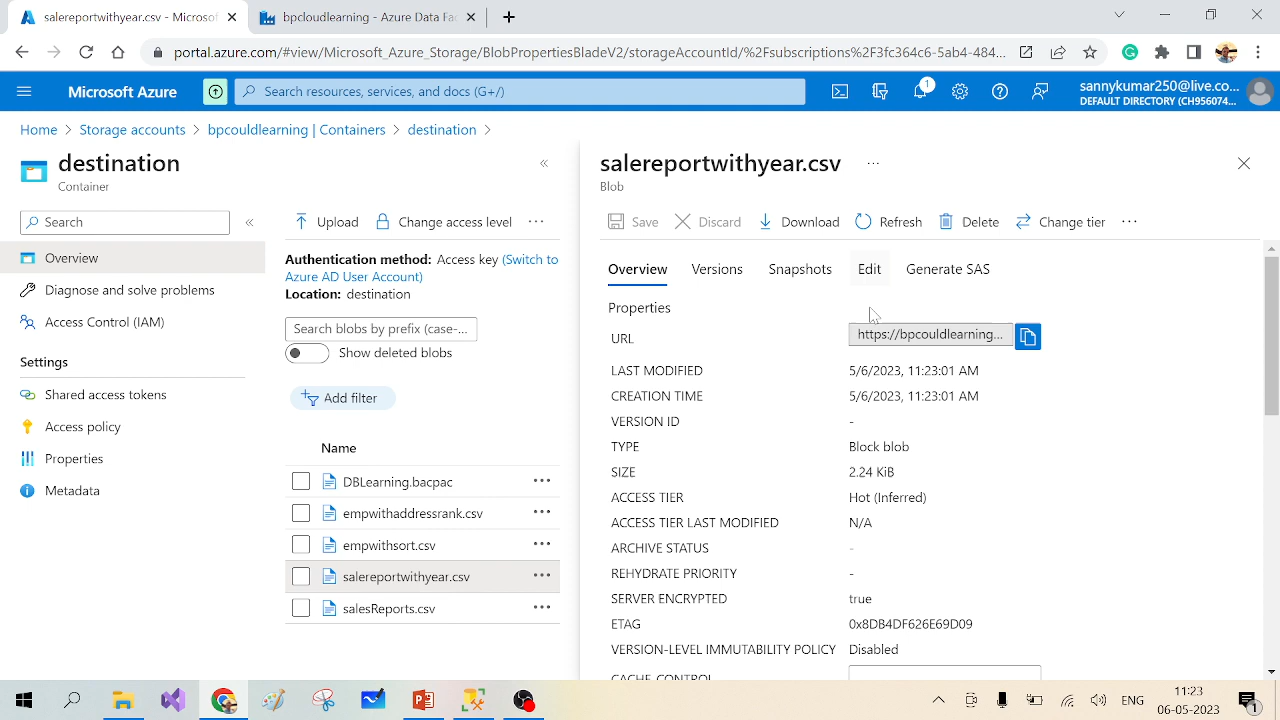 salereportwithyear.csv - Microsof
bpcloudlearning - Azure Data Fac
portal.azure.com/#view/Microsoft_Azure_Storage/BlobPropertiesBladeV2/storageAccountId/%2Fsubscriptions%2F3fc364c6-5ab4-484...
Microsoft Azure
Search resources, services, and docs (G+/)
1
sannykumar250@live.co...
DEFAULT DIRECTORY (CH956074...
Home > Storage accounts > bpcouldlearning | Containers > destination >
destination
Container
«
Search
«
Overview
Diagnose and solve problems
Access Control (IAM)
Settings
Shared access tokens
Access policy
Properties
Metadata
Upload
Change access level
...
Authentication method: Access key (Switch to
Azure AD User Account)
Location: destination
Search blobs by prefix (case-...
Show deleted blobs
Add filter
Name
DBLearning.bacpac ...
empwithaddressrank.csv ...
empwithsort.csv ...
salereportwithyear.csv ...
salesReports.csv ...
salereportwithyear.csv ...
Blob
Save
Discard
Download
Refresh
Delete
Change tier
...
Overview
Versions
Snapshots
Edit
Generate SAS
Properties
URL https://bpcouldlearning...
LAST MODIFIED 5/6/2023, 11:23:01 AM
CREATION TIME 5/6/2023, 11:23:01 AM
VERSION ID -
TYPE Block blob
SIZE 2.24 KiB
ACCESS TIER Hot (Inferred)
ACCESS TIER LAST MODIFIED N/A
ARCHIVE STATUS -
REHYDRATE PRIORITY -
SERVER ENCRYPTED true
ETAG 0x8DB4DF626E69D09
VERSION-LEVEL IMMUTABILITY POLICY Disabled
CACHE-CONTROL
ENG
11:23
06-05-2023
1